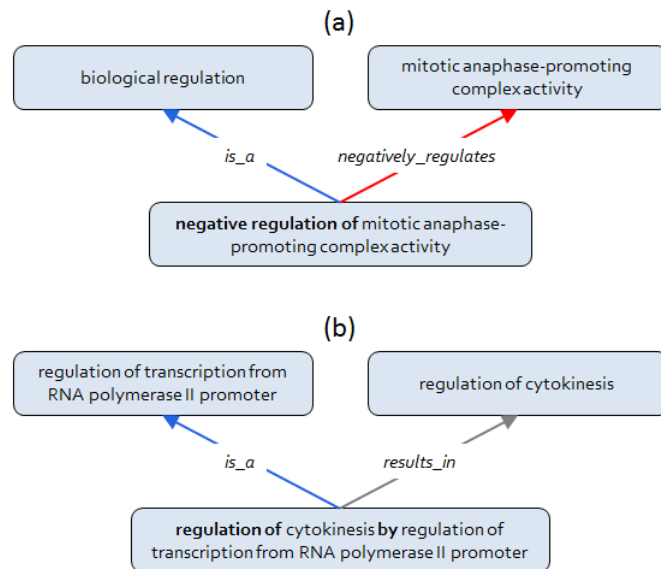 (a)
biological regulation
mitotic anaphase-promoting
complex activity
is_a
negatively_regulates
negative regulation of mitotic anaphase-
promoting complex activity
(b)
regulation of transcription from
RNA polymerase II promoter
regulation of cytokinesis
is_a
results_in
regulation of cytokinesis by regulation of
transcription from RNA polymerase II promoter